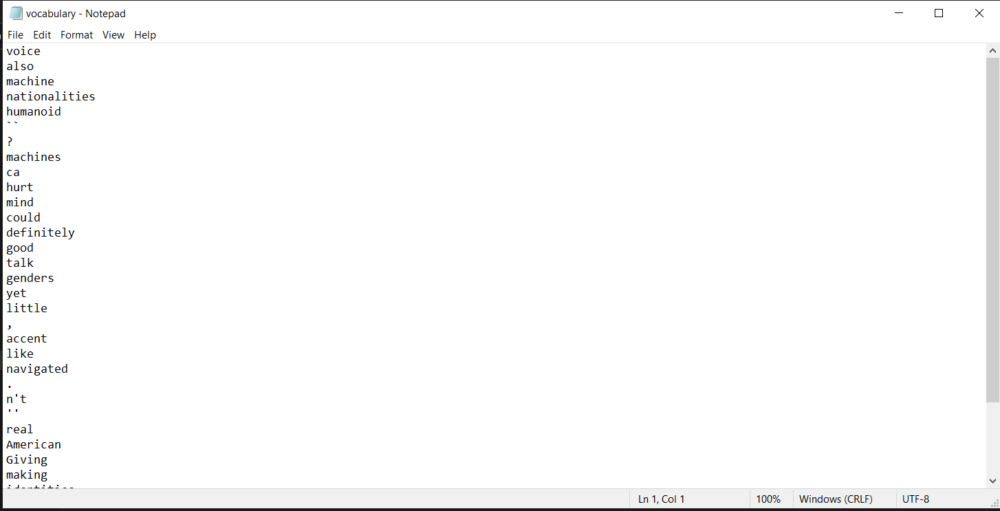 vocabulary - Notepad
File Edit Format View Help
voice
also
machine
nationalities
humanoid
``
?
machines
ca
hurt
mind
could
definitely
good
talk
genders
yet
little
,
accent
like
navigated
.
n't
''
real
American
Giving
making
identities
Ln 1, Col 1 100% Windows (CRLF) UTF-8